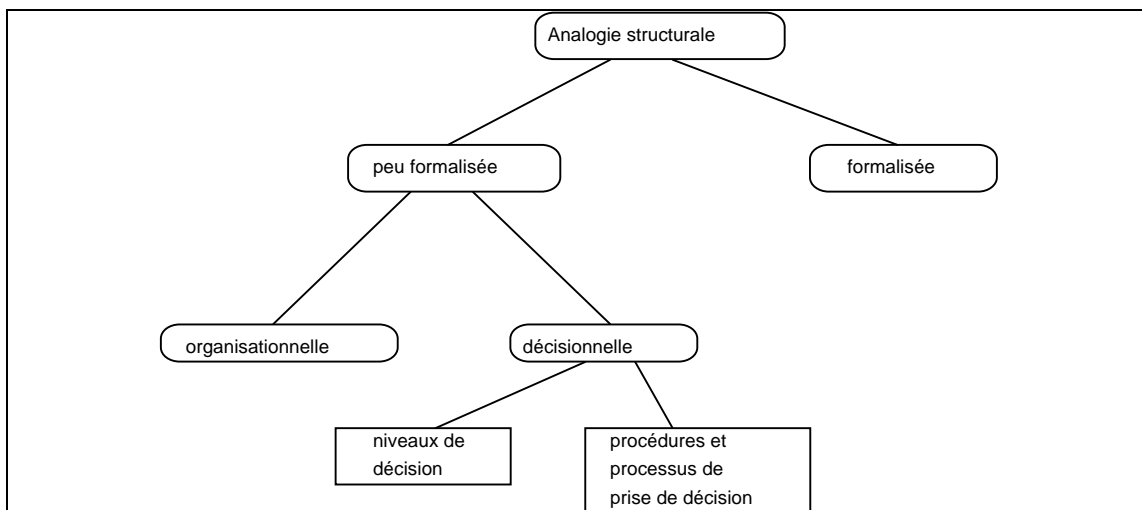 Analogie structurale
peu formalisée
formalisée
organisationnelle
décisionnelle
niveaux de
décision
procédures et
processus de
prise de décision